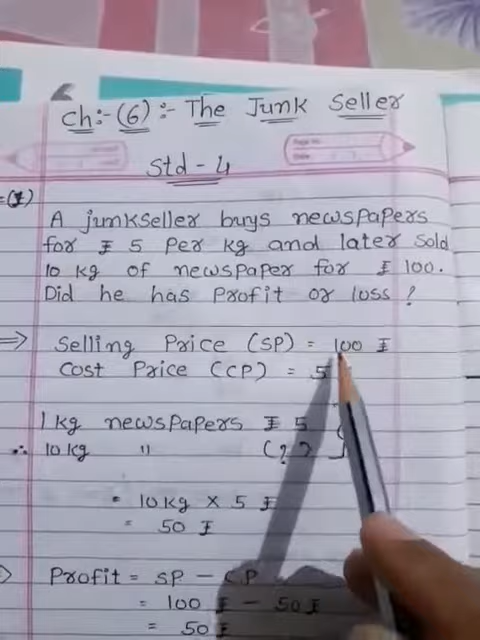 Ch:-(6):- The Junk Seller
Std - 4
A junkseller buys newspapers
for ₹ 5 per kg and later sold
10 kg of newspaper for ₹ 100.
Did he has profit or loss ?
⇒ Selling Price (SP) = 100 ₹
Cost Price (CP) = 5
1 kg newspapers ₹ 5
∴ 10 kg " (??)
= 10 kg × 5 ₹
= 50 ₹
Profit = SP - CP
= 100 ₹ - 50 ₹
= 50 ₹